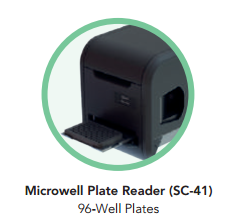 Microwell Plate Reader (SC-41)
96-Well Plates